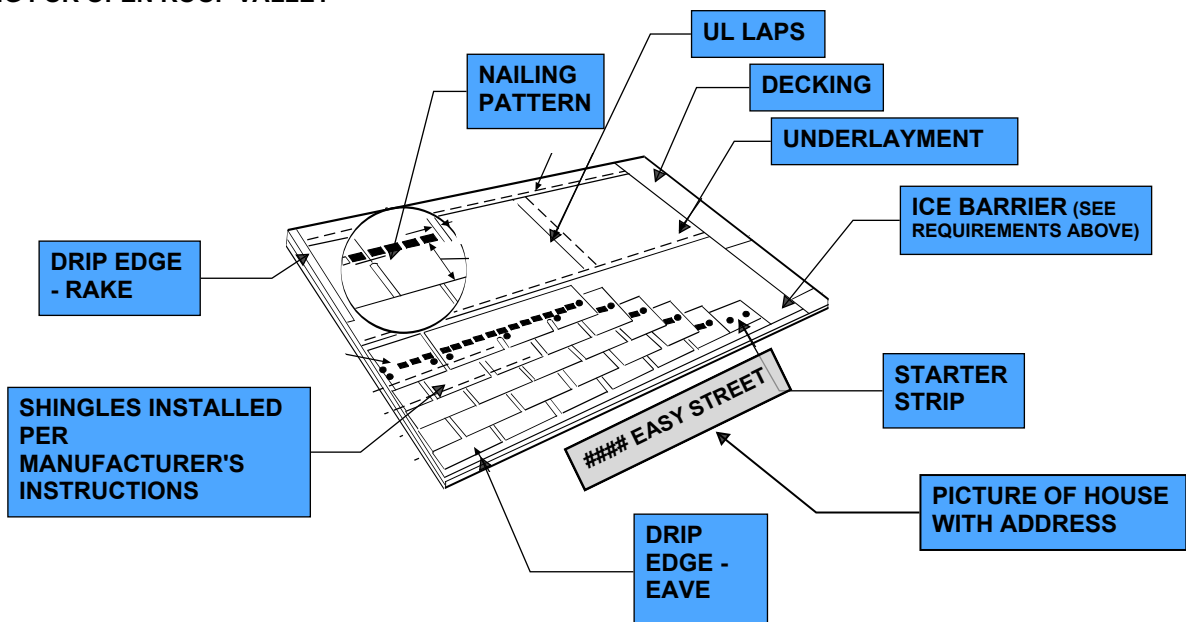 UL LAPS
NAILING
PATTERN
DECKING
UNDERLAYMENT
ICE BARRIER (SEE
REQUIREMENTS ABOVE)
DRIP EDGE
- RAKE
STARTER
STRIP
SHINGLES INSTALLED
PER
MANUFACTURER'S
INSTRUCTIONS
#### EASY STREET
PICTURE OF HOUSE
WITH ADDRESS
DRIP
EDGE -
EAVE